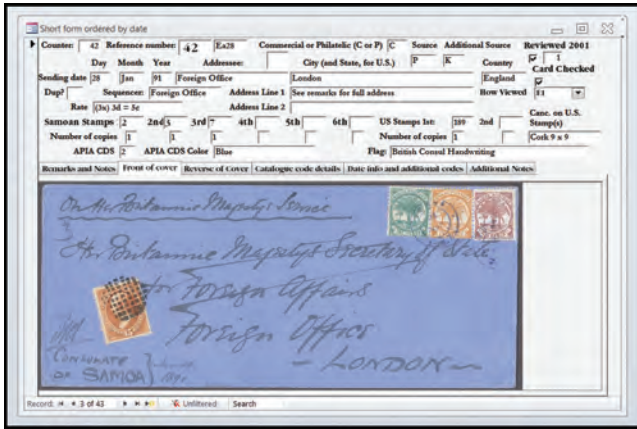 Short form ordered by date
Counter: 42 Reference number: 42 Ea28 Commercial or Philatelic (C or P) C Source Additional Source Reviewed 2001
Day Month Year Addressee: City (and State, for U.S.) P K Country 1
Card Checked
Sending date 28 Jan 91 Foreign Office London England
Dup? Sequencer: Foreign Office Address Line 1 See remarks for full address How Viewed
Rate (3x) 3d = 3c Address Line 2
Samoan Stamps 2 2nd 3 3rd 7 4th 5th 6th US Stamps 1st: 189 2nd Canc. on U.S. Stamp(s)
Number of copies 1 1 1 Number of copies 1 Cork 9 x 9
APIA CDS 2 APIA CDS Color Blue Flag: British Consul Handwriting
Remarks and Notes Front of cover Reverse of Cover Catalogue code details Date info and additional codes Additional Notes
On Her Britannic Majesty's Service
Her Britannic Majesty's Secretary of State
for Foreign Affairs
Foreign Office
- LONDON -
CONSULATE
OF SAMOA
Record: 3 of 43 Unfiltered Search